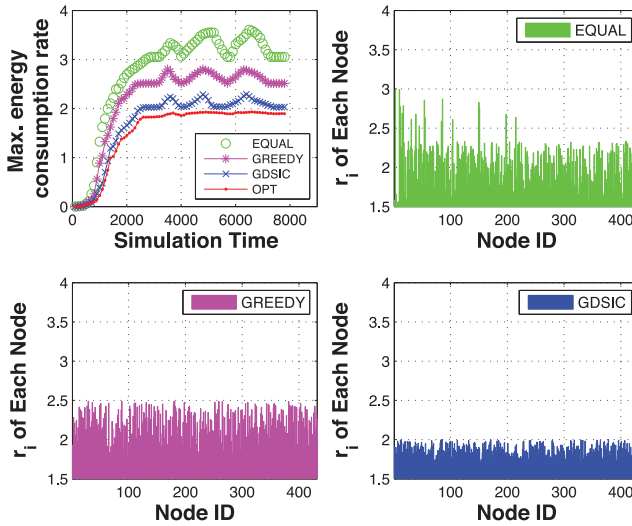 4
3
2
1
0
0 2000 4000 6000 8000
Max. energy
consumption rate
Simulation Time
EQUAL
GREEDY
GDSIC
OPT
4
3.5
3
2.5
2
1.5
100 200 300 400
r_i of Each Node
Node ID
EQUAL
4
3.5
3
2.5
2
1.5
100 200 300 400
r_i of Each Node
Node ID
GREEDY
4
3.5
3
2.5
2
1.5
100 200 300 400
r_i of Each Node
Node ID
GDSIC